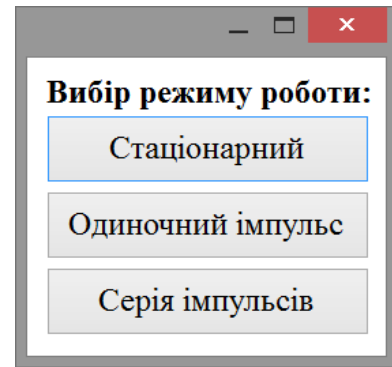 Вибір режиму роботи:
Стаціонарний
Одиночний імпульс
Серія імпульсів